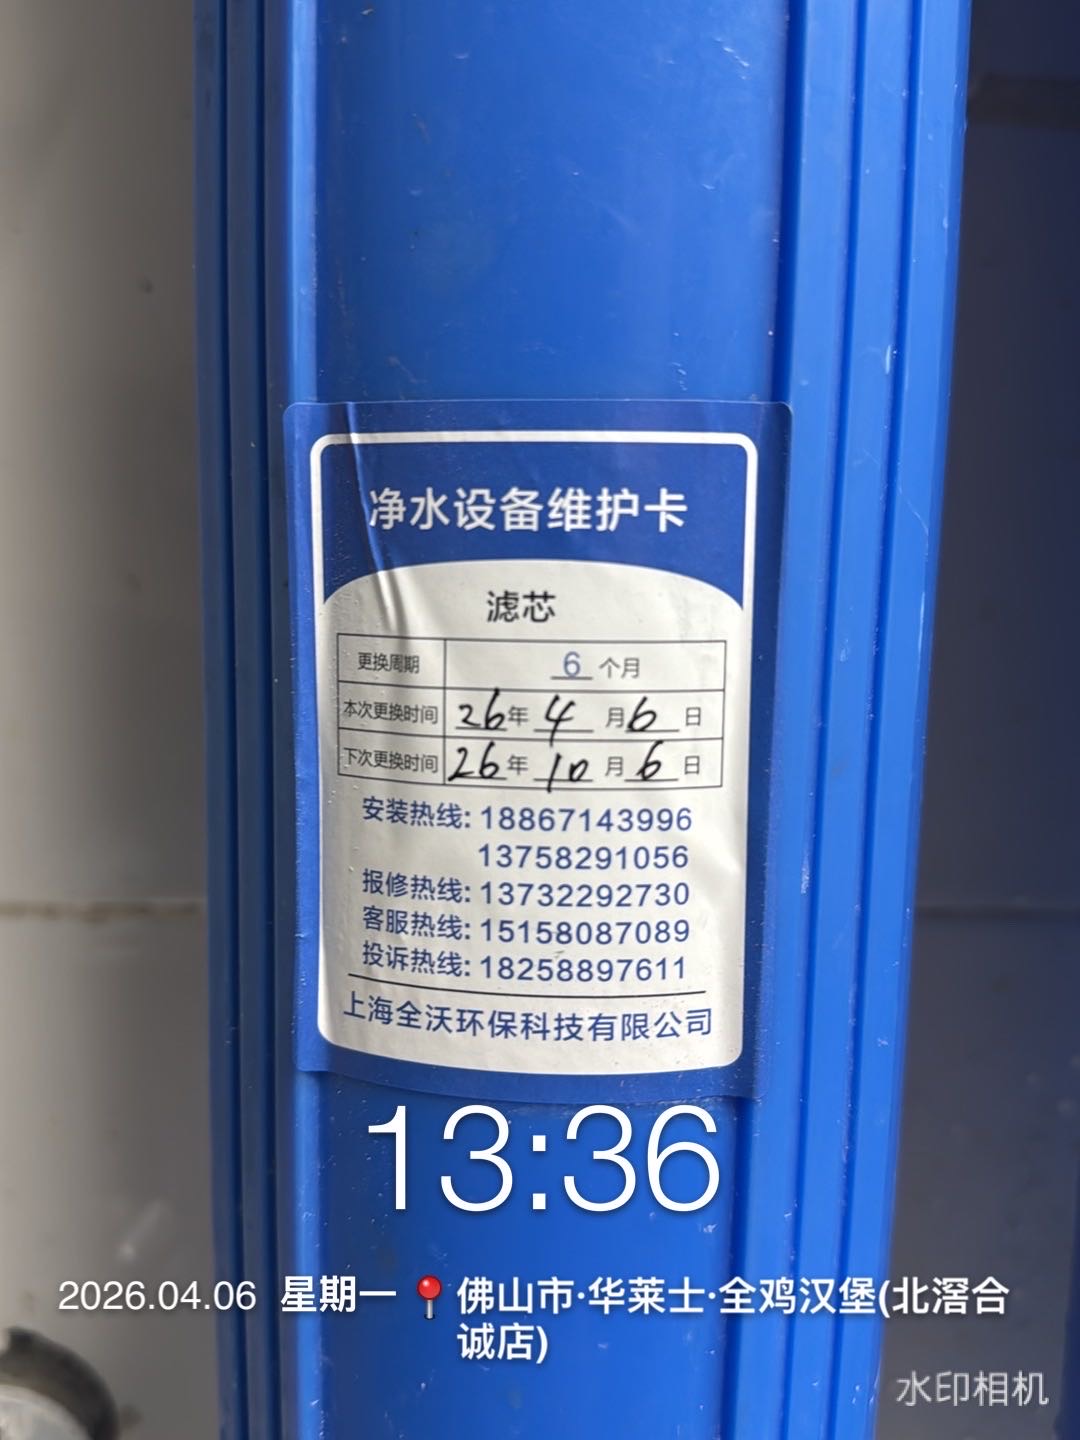 净水设备维护卡
滤芯
更换周期 6 个月
本次更换时间 26年 4 月 6 日
下次更换时间 26年 10 月 6 日
安装热线: 18867143996
13758291056
报修热线: 13732292730
客服热线: 15158087089
投诉热线: 18258897611
上海全沃环保科技有限公司
13:36
2026.04.06 星期一 📍佛山市·华莱士·全鸡汉堡(北滘合
诚店)
水印相机